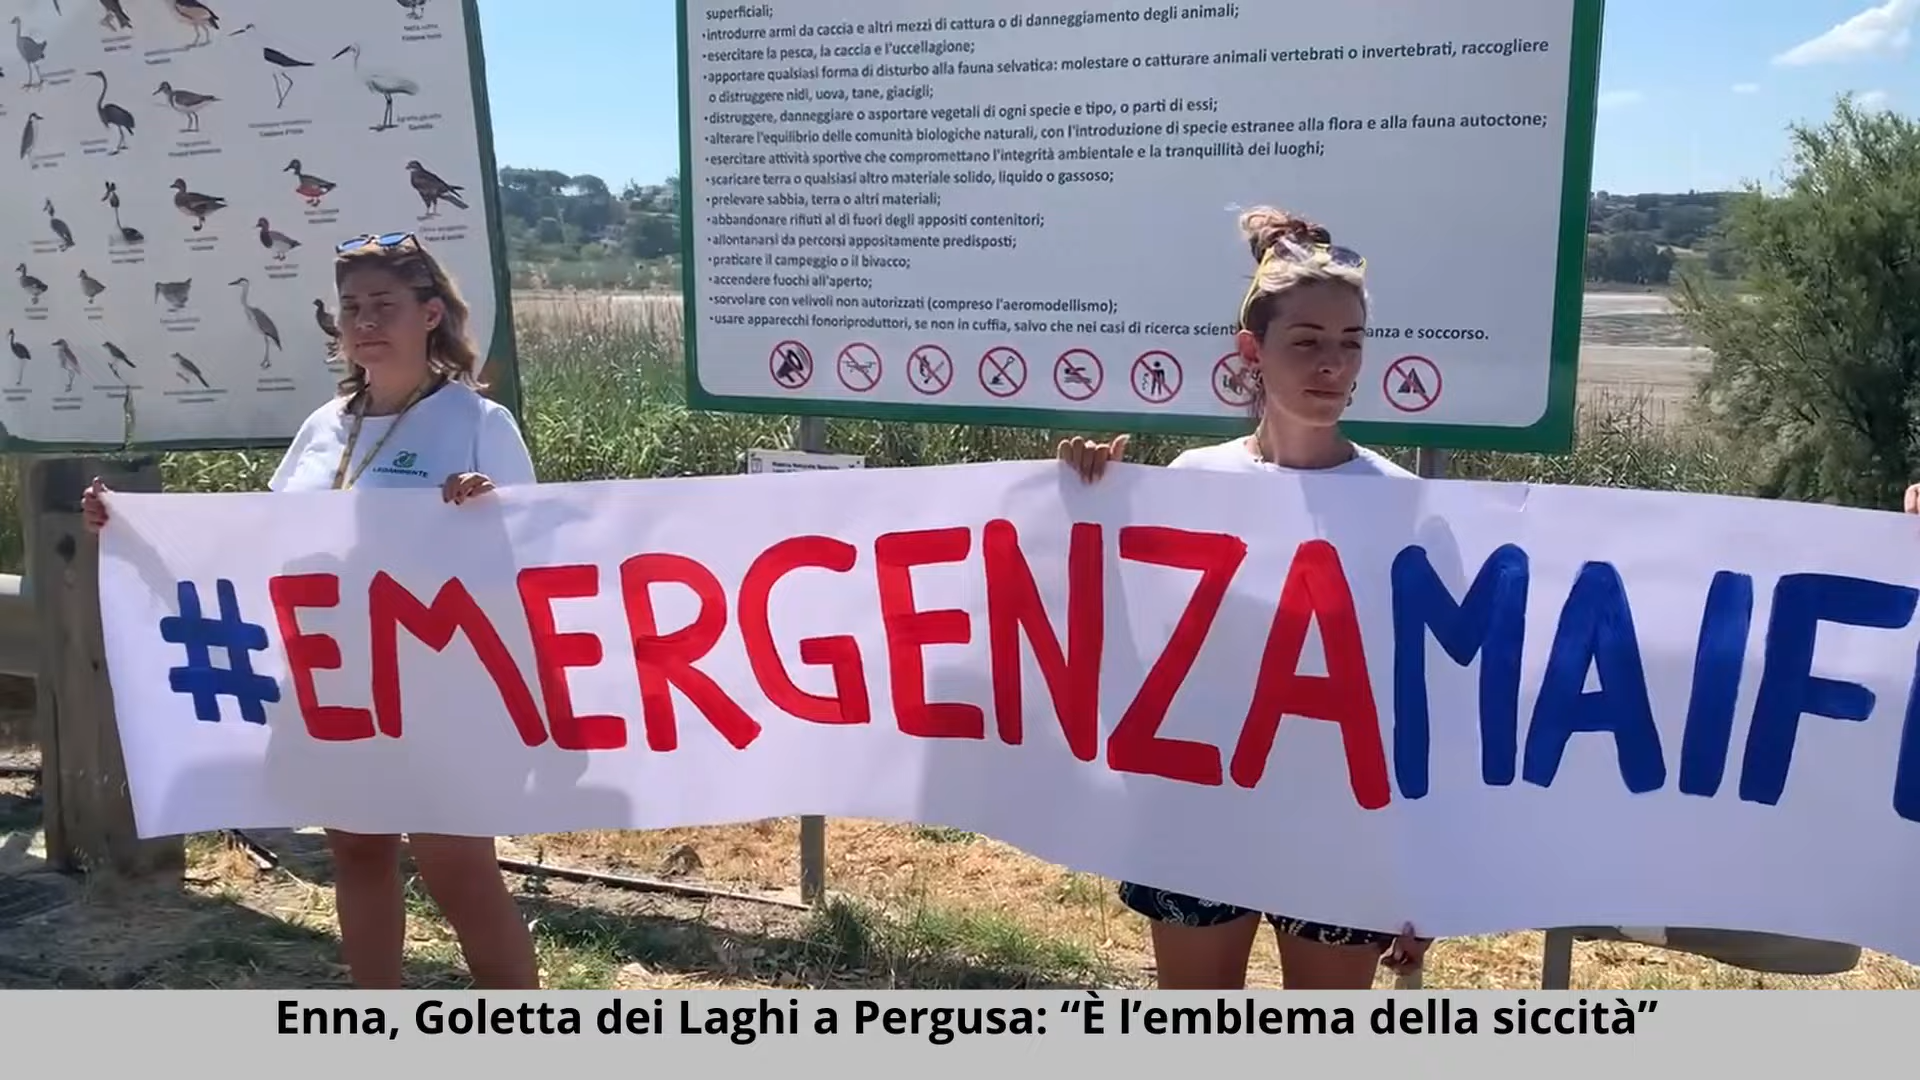 superficiali;
•introdurre armi da caccia e altri mezzi di cattura o di danneggiamento degli animali;
•esercitare la pesca, la caccia e l'uccellagione;
•apportare qualsiasi forma di disturbo alla fauna selvatica: molestare o catturare animali vertebrati o invertebrati, raccogliere
o distruggere nidi, uova, tane, giacigli;
•distruggere, danneggiare o asportare vegetali di ogni specie e tipo, o parti di essi;
•alterare l'equilibrio delle comunità biologiche naturali, con l'introduzione di specie estranee alla flora e alla fauna autoctone;
•esercitare attività sportive che compromettano l'integrità ambientale e la tranquillità dei luoghi;
•scaricare terra o qualsiasi altro materiale solido, liquido o gassoso;
•prelevare sabbia, terra o altri materiali;
•abbandonare rifiuti al di fuori degli appositi contenitori;
•allontanarsi da percorsi appositamente predisposti;
•praticare il campeggio o il bivacco;
•accendere fuochi all'aperto;
•sorvolare con velivoli non autorizzati (compreso l'aeromodellismo);
•usare apparecchi fonoriproduttori, se non in cuffia, salvo che nei casi di ricerca scient anza e soccorso.
LEGAMBIENTE
#EMERGENZAMAIF
Enna, Goletta dei Laghi a Pergusa: “È l’emblema della siccità”